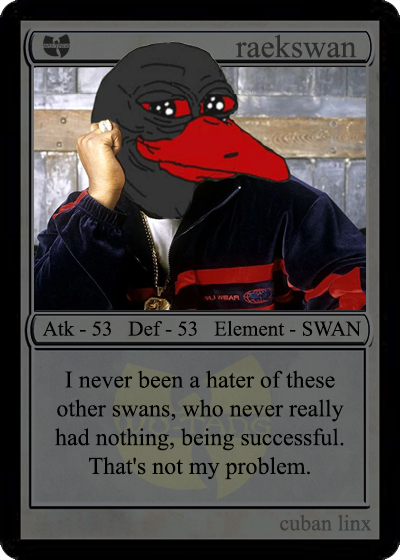 raekswan
Atk - 53 Def - 53 Element - SWAN
I never been a hater of these
other swans, who never really
had nothing, being successful.
That's not my problem.
cuban linx